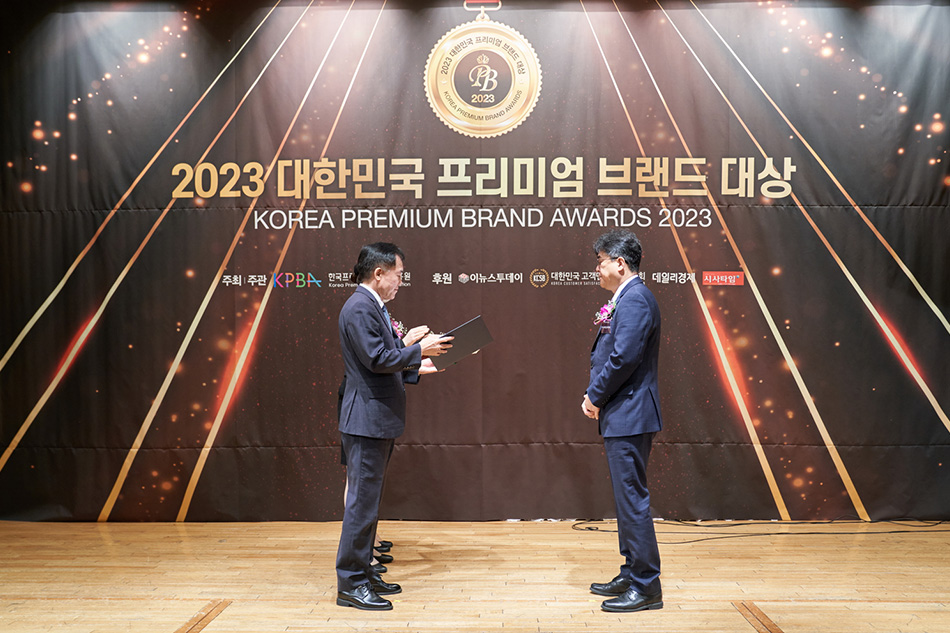 2023 대한민국 프리미엄 브랜드 대상
PB
2023
KOREA PREMIUM BRAND AWARDS
2023 대한민국 프리미엄 브랜드 대상
KOREA PREMIUM BRAND AWARDS 2023
주최 | 주관 KPBA 후원 이뉴스투데이 KCSB 대한민국 데일리경제 시사타임
KOREA CUSTOMER